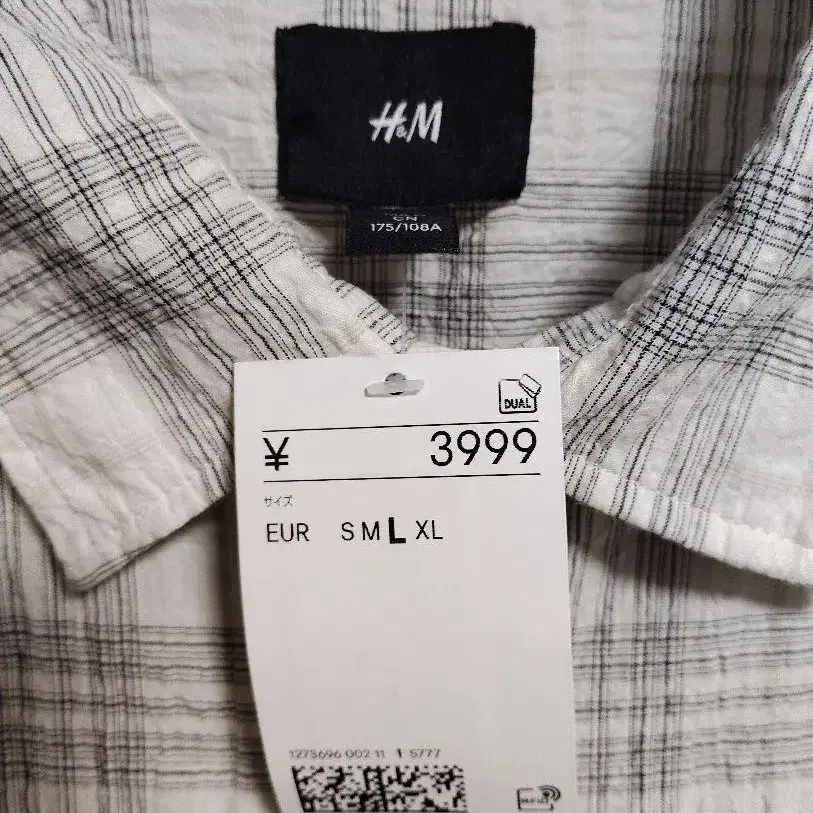 H&M
CN
175/108A
DUAL
¥ 3999
サイズ
EUR S M L XL
1273696 002 11 1 5777